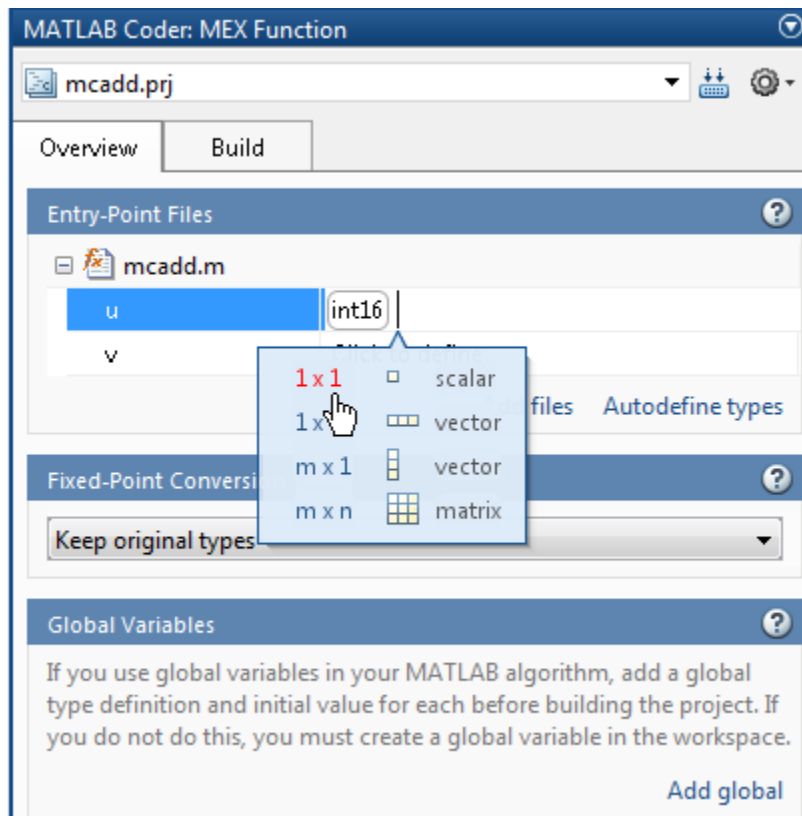 MATLAB Coder: MEX Function
mcadd.prj
Overview Build
Entry-Point Files
mcadd.m
u int16
v
1 x 1 scalar
files Autodefine types
1 x vector
m x 1 vector
Fixed-Point
m x n matrix
Keep original types
Global Variables
If you use global variables in your MATLAB algorithm, add a global
type definition and initial value for each before building the project. If
you do not do this, you must create a global variable in the workspace.
Add global